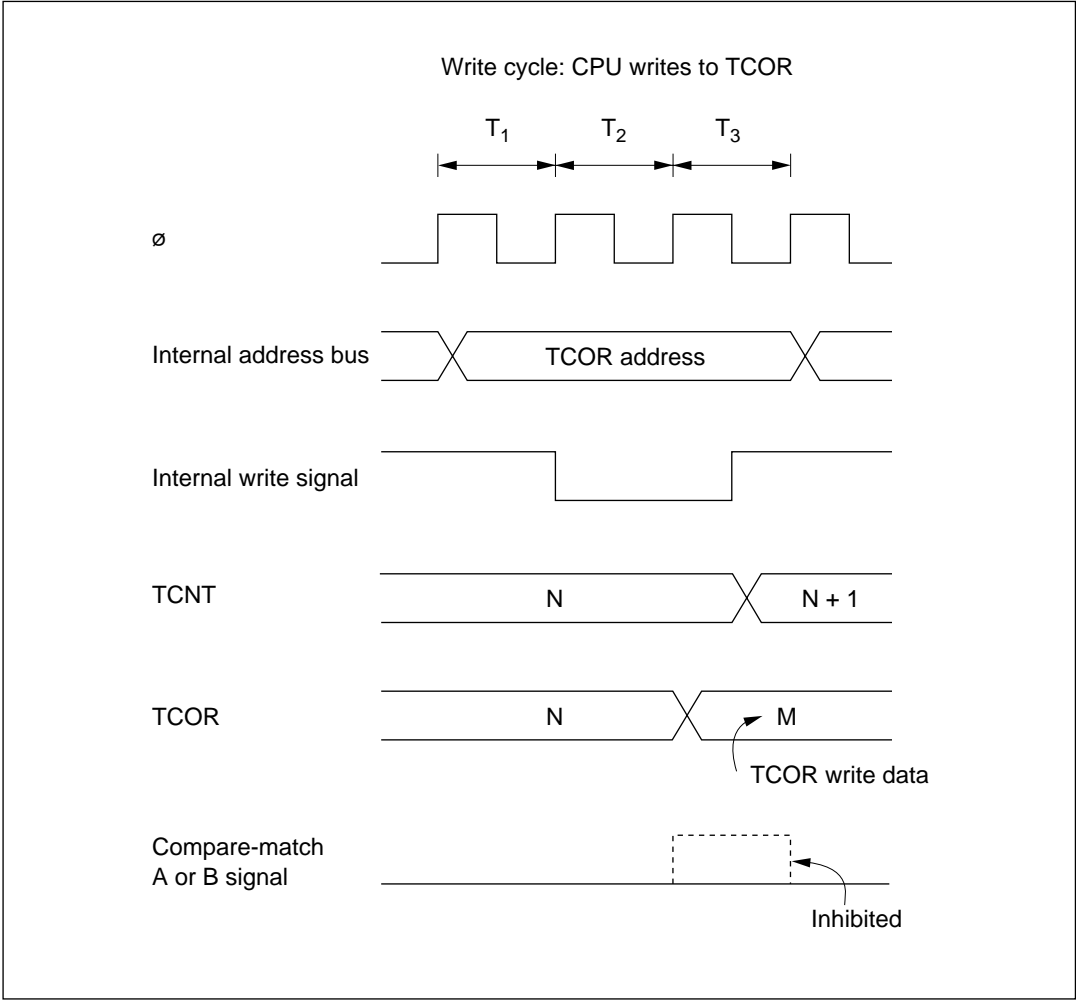 Write cycle: CPU writes to TCOR
T1 T2 T3
ø
Internal address bus
TCOR address
Internal write signal
TCNT
N
N + 1
TCOR
N
M
TCOR write data
Compare-match
A or B signal
Inhibited